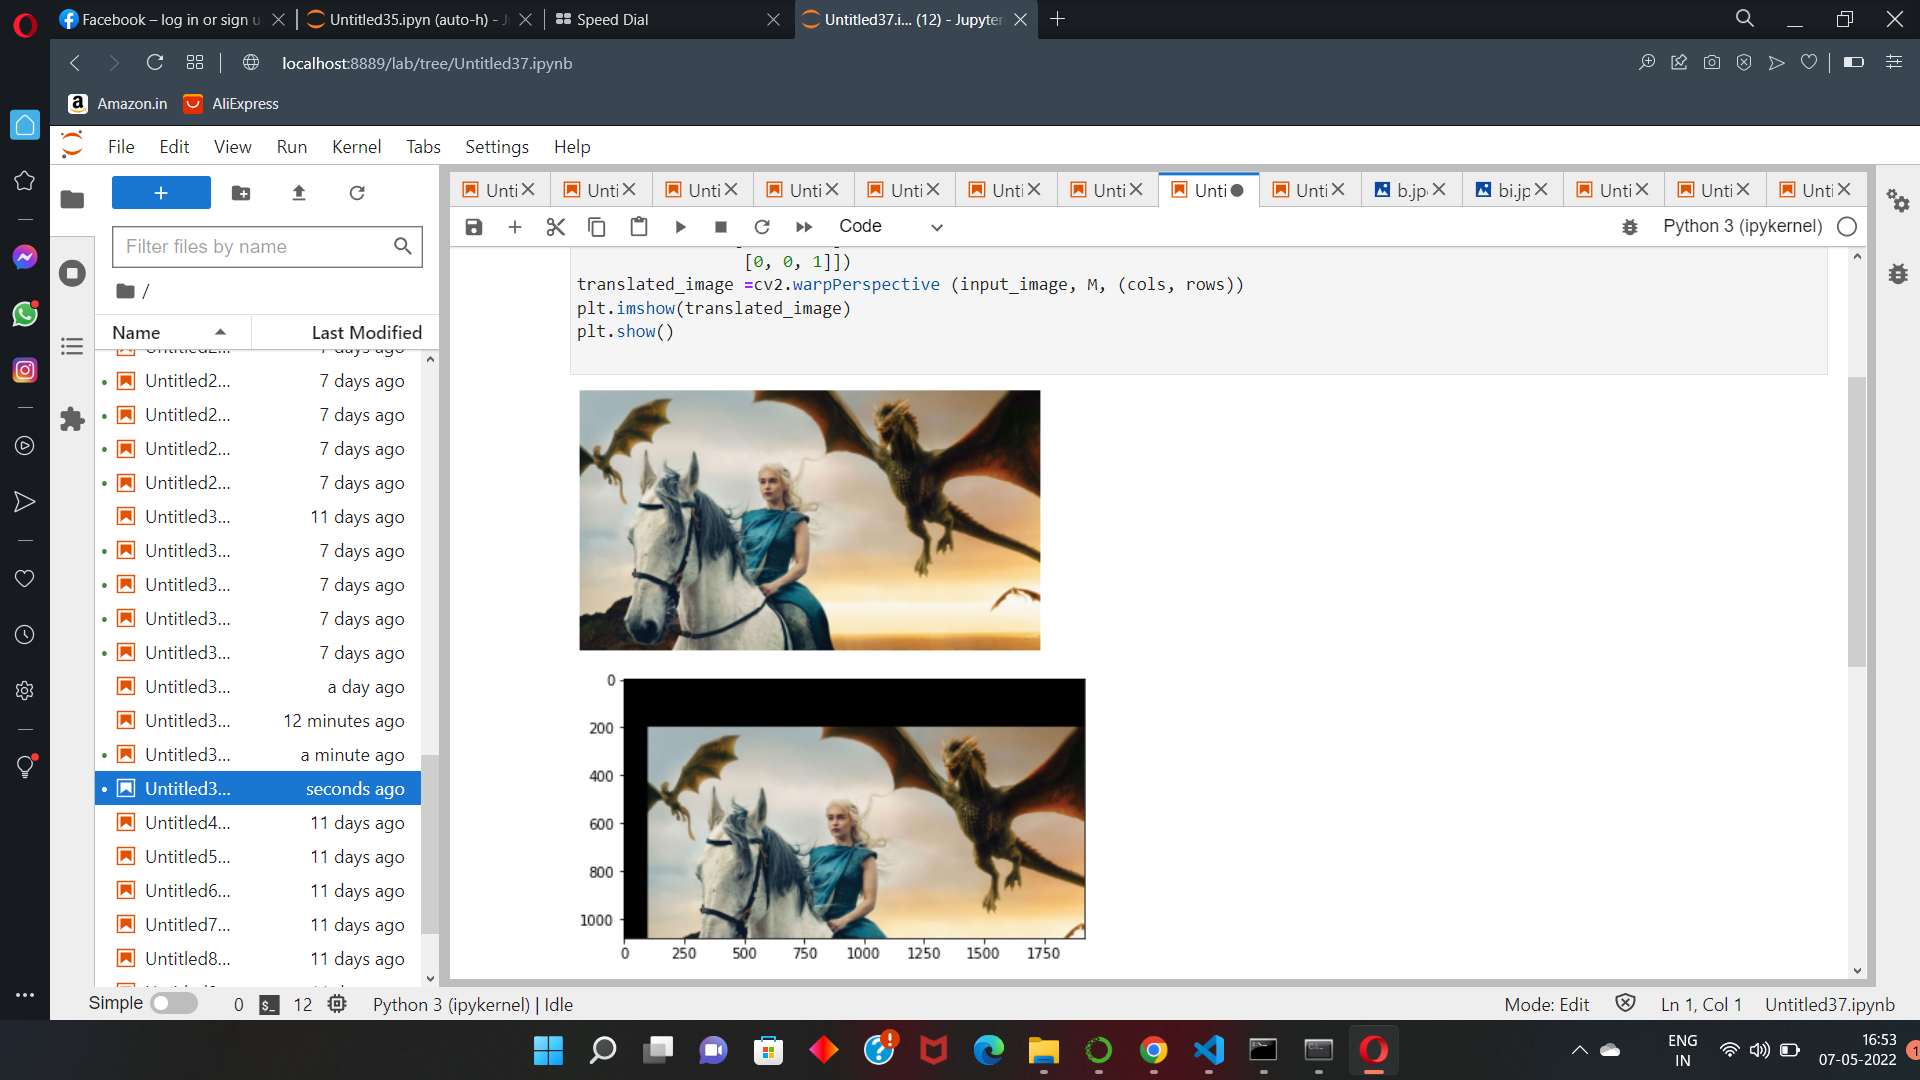 Facebook – log in or sign u
Untitled35.ipyn (auto-h) - J
Speed Dial
Untitled37.i... (12) - Jupyter
localhost:8889/lab/tree/Untitled37.ipynb
Amazon.in
AliExpress
File Edit View Run Kernel Tabs Settings Help
+
Filter files by name
/
Name Last Modified
Untitled2... 7 days ago
Untitled2... 7 days ago
Untitled2... 7 days ago
Untitled2... 7 days ago
Untitled2... 7 days ago
Untitled3... 11 days ago
Untitled3... 7 days ago
Untitled3... 7 days ago
Untitled3... 7 days ago
Untitled3... 7 days ago
Untitled3... a day ago
Untitled3... 12 minutes ago
Untitled3... a minute ago
Untitled3... seconds ago
Untitled4... 11 days ago
Untitled5... 11 days ago
Untitled6... 11 days ago
Untitled7... 11 days ago
Untitled8... 11 days ago
Unti Unti Unti Unti Unti Unti Unti Unti Unti b.jp bi.jp Unti Unti Unti
Code
Python 3 (ipykernel)
[0, 0, 1]])
translated_image =cv2.warpPerspective (input_image, M, (cols, rows))
plt.imshow(translated_image)
plt.show()
0
200
400
600
800
1000
0 250 500 750 1000 1250 1500 1750
Simple 0 $_ 12 Python 3 (ipykernel) | Idle
Mode: Edit Ln 1, Col 1 Untitled37.ipynb
ENG
IN
16:53
07-05-2022
1